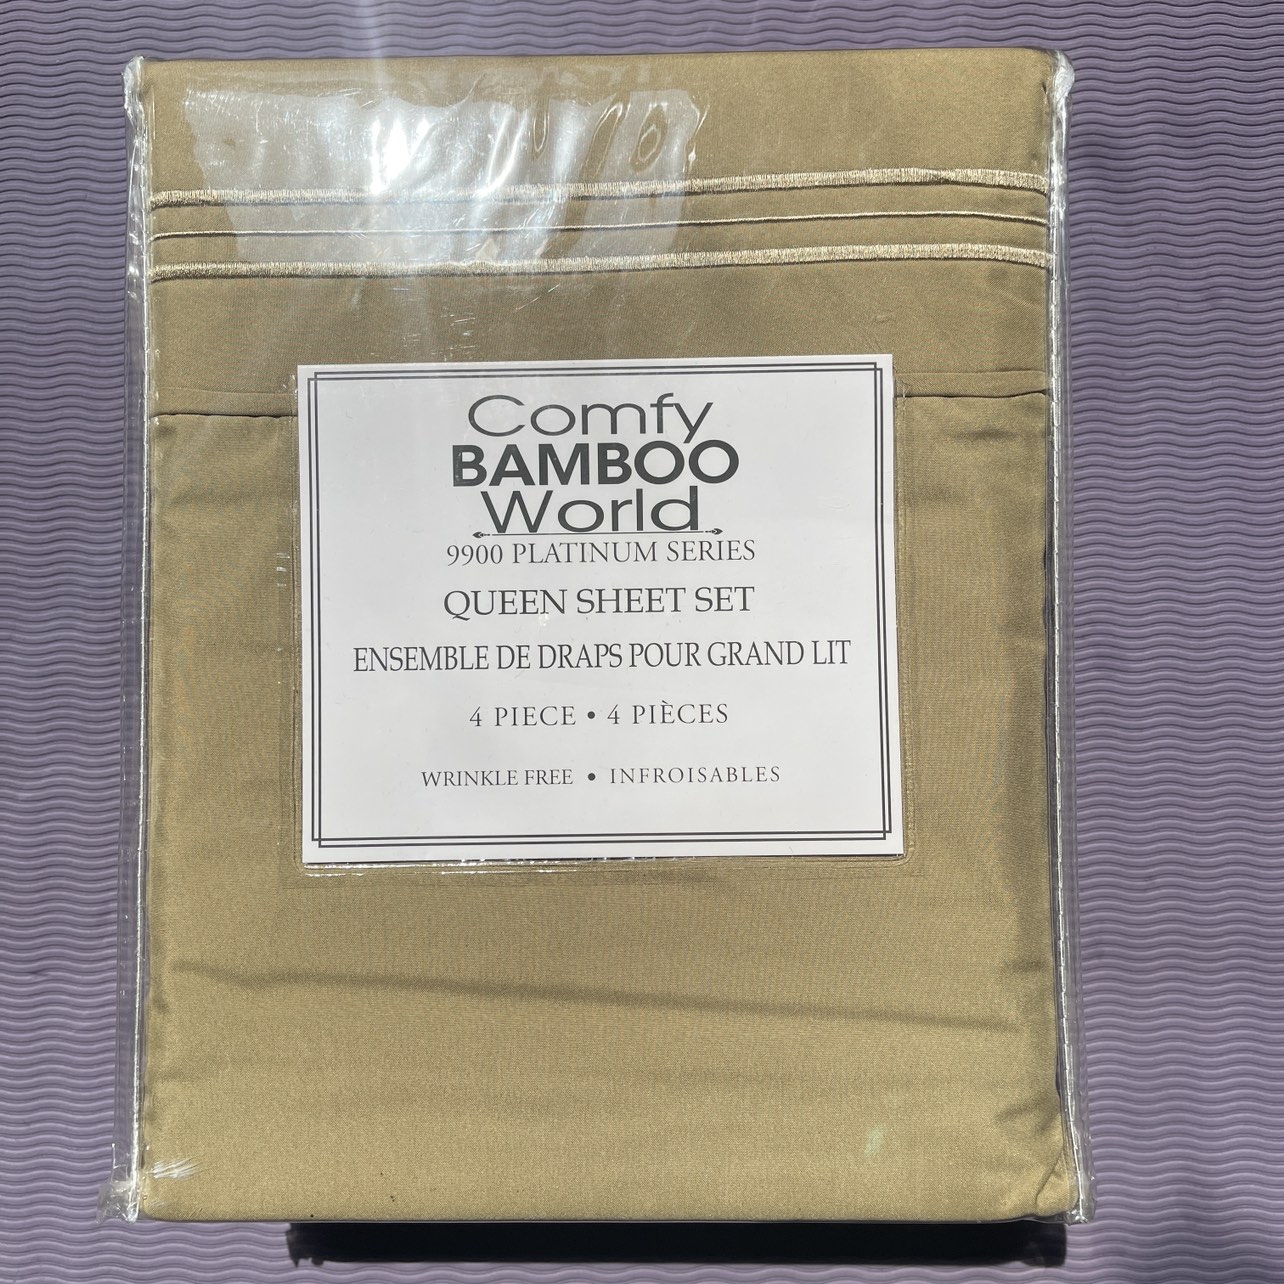 Comfy
BAMBOO
World
9900 PLATINUM SERIES
QUEEN SHEET SET
ENSEMBLE DE DRAPS POUR GRAND LIT
4 PIECE • 4 PIÈCES
WRINKLE FREE • INFROISABLES